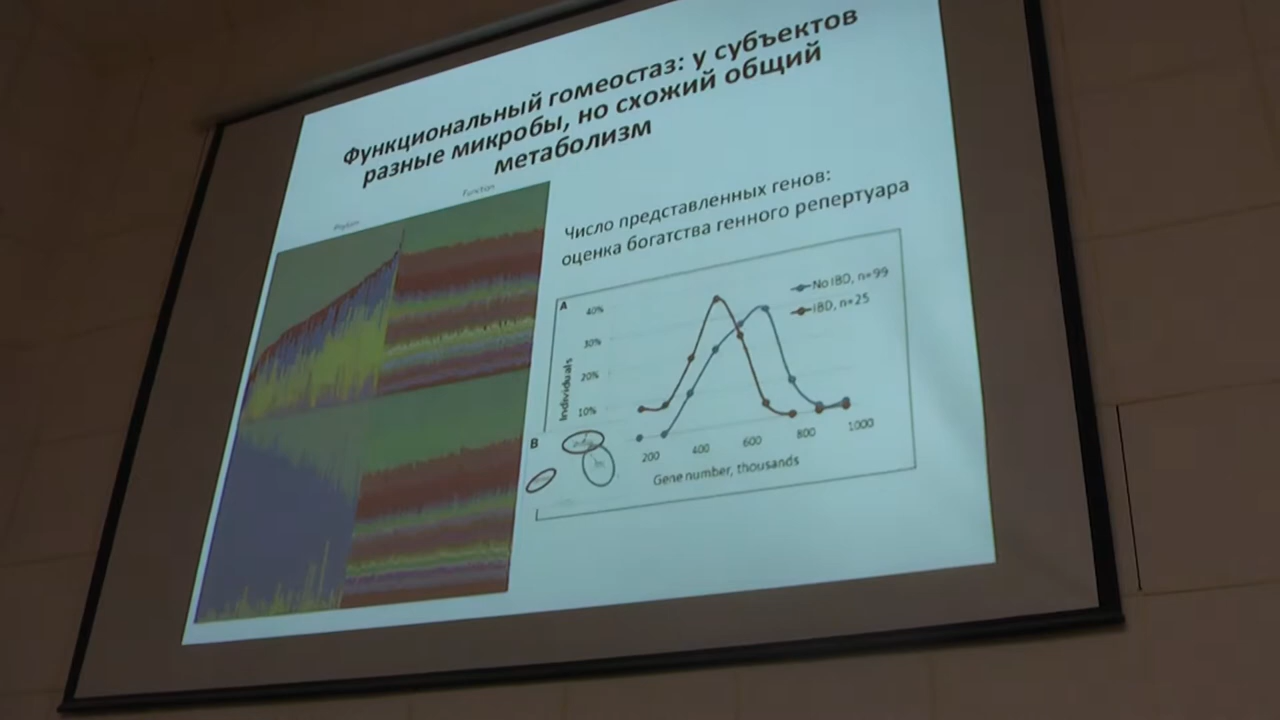 Функциональный гомеостаз: у субъектов
разные микробы, но схожий общий
метаболизм
Phylum
Function
Число представленных генов:
оценка богатства генного репертуара
A
40%
30%
20%
10%
Individuals
No IBD, n=99
IBD, n=25
200
400
600
800
1000
Gene number, thousands
B